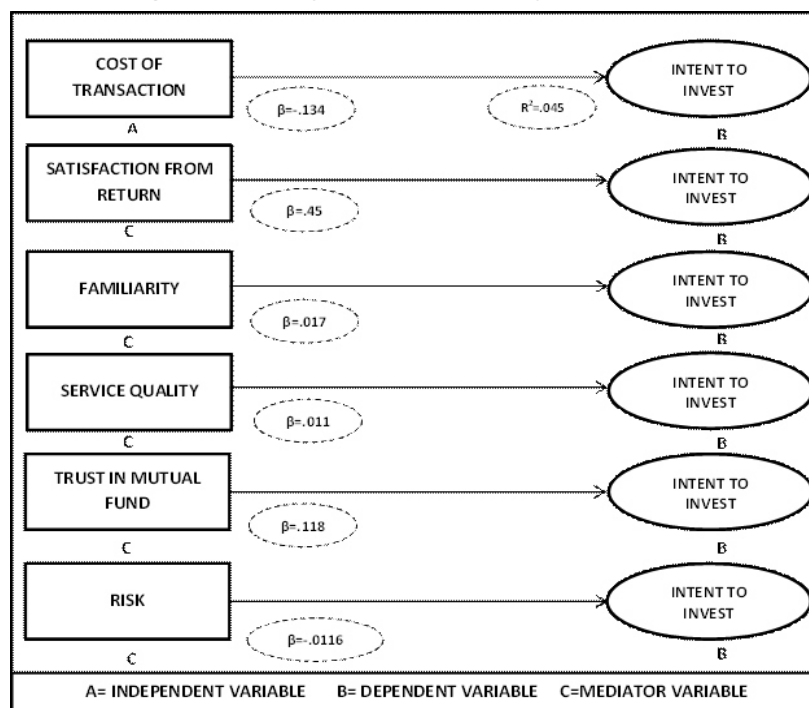 COST OF
TRANSACTION
β=-.134
R²=.045
INTENT TO
INVEST
A
B
SATISFACTION FROM
RETURN
β=.45
INTENT TO
INVEST
C
B
FAMILIARITY
β=.017
INTENT TO
INVEST
C
B
SERVICE QUALITY
β=.011
INTENT TO
INVEST
C
B
TRUST IN MUTUAL
FUND
β=.118
INTENT TO
INVEST
C
B
RISK
β=-.0116
INTENT TO
INVEST
C
B
A= INDEPENDENT VARIABLE B= DEPENDENT VARIABLE C=MEDIATOR VARIABLE